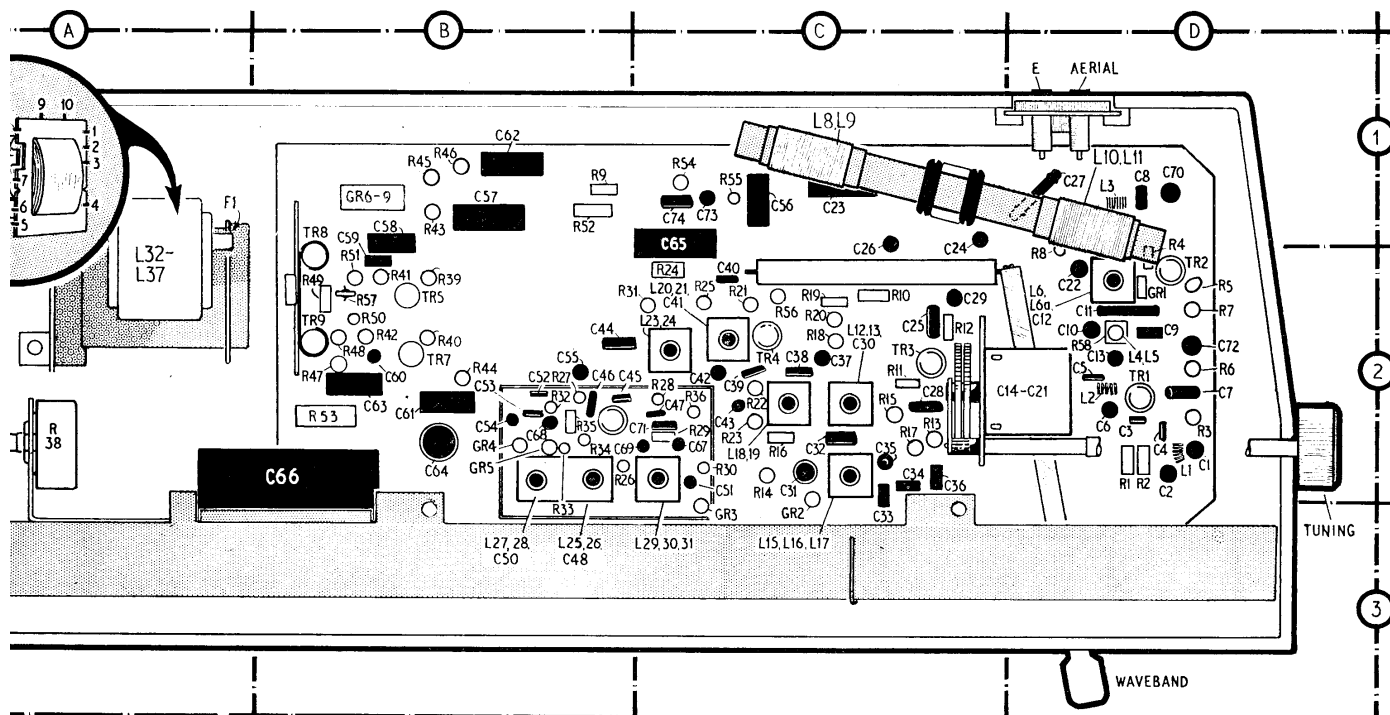 A
B
C
D
E AERIAL
1
9 10
1
2
3
7
6
5
4
F1
L32-
L37
C62
R46
R45
GR6-9
R43
C57
R9
R52
C58
C59
R51
TR8
R49
R41
R39
R57
TR5
R50
TR9
R42
R40
R48
TR7
R47
C60
R44
C63
C61
R53
C64
R
38
C66
L8,L9
L10,L11
R54
R55
C74
C73
C56
C23
C27
L3
C8
C70
C65
C26
C24
R8
R4
TR2
R24
C40
L20,21,
C41
R25
R21
R31
L23,24
R56
R19
R10
R20
R18
L12,13,
C30
C29
C25
R12
C22
L6,
L6a
C12
GR1
R5
C11
R7
C10
C9
R58
C13
L4,L5
C72
C44
TR4
C38
C37
TR3
C14-C21
C5
R6
TR1
C7
L2
2
C55
C42
C39
R11
C53
C52
R27
C46
C45
R28
R32
C47
R36
C43
R22
R15
C28
C6
C3
C4
R3
C54
C68
R35
C71
R29
R23
L18,19
R16
C32
R17
R13
GR4
GR5
R34
C69
C67
R30
C35
L1
C1
R26
C51
R14
C31
C34
C36
R1 R2
C2
R33
GR3
GR2
C33
L27, 28,
C50
L25,26,
C48
L29,30,31
L15, L16, L17
TUNING
3
WAVEBAND